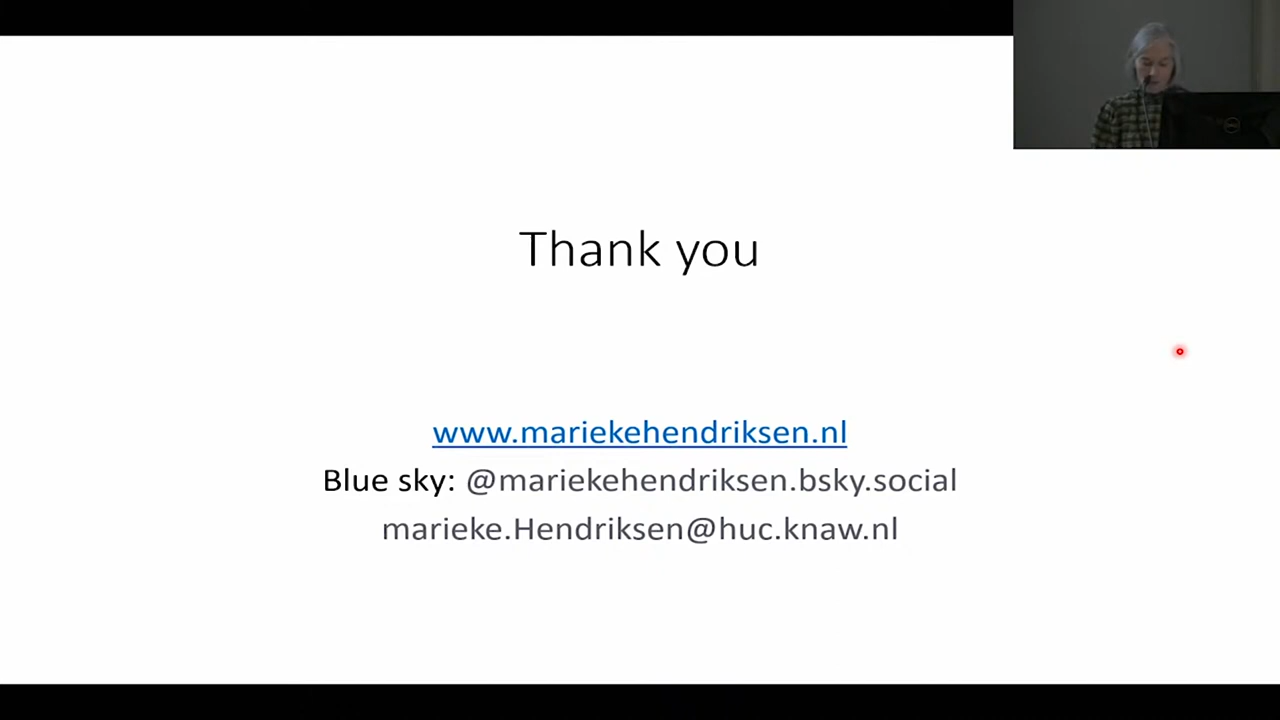 Thank you
www.mariekehendriksen.nl
Blue sky: @mariekehendriksen.bsky.social
marieke.Hendriksen@huc.knaw.nl